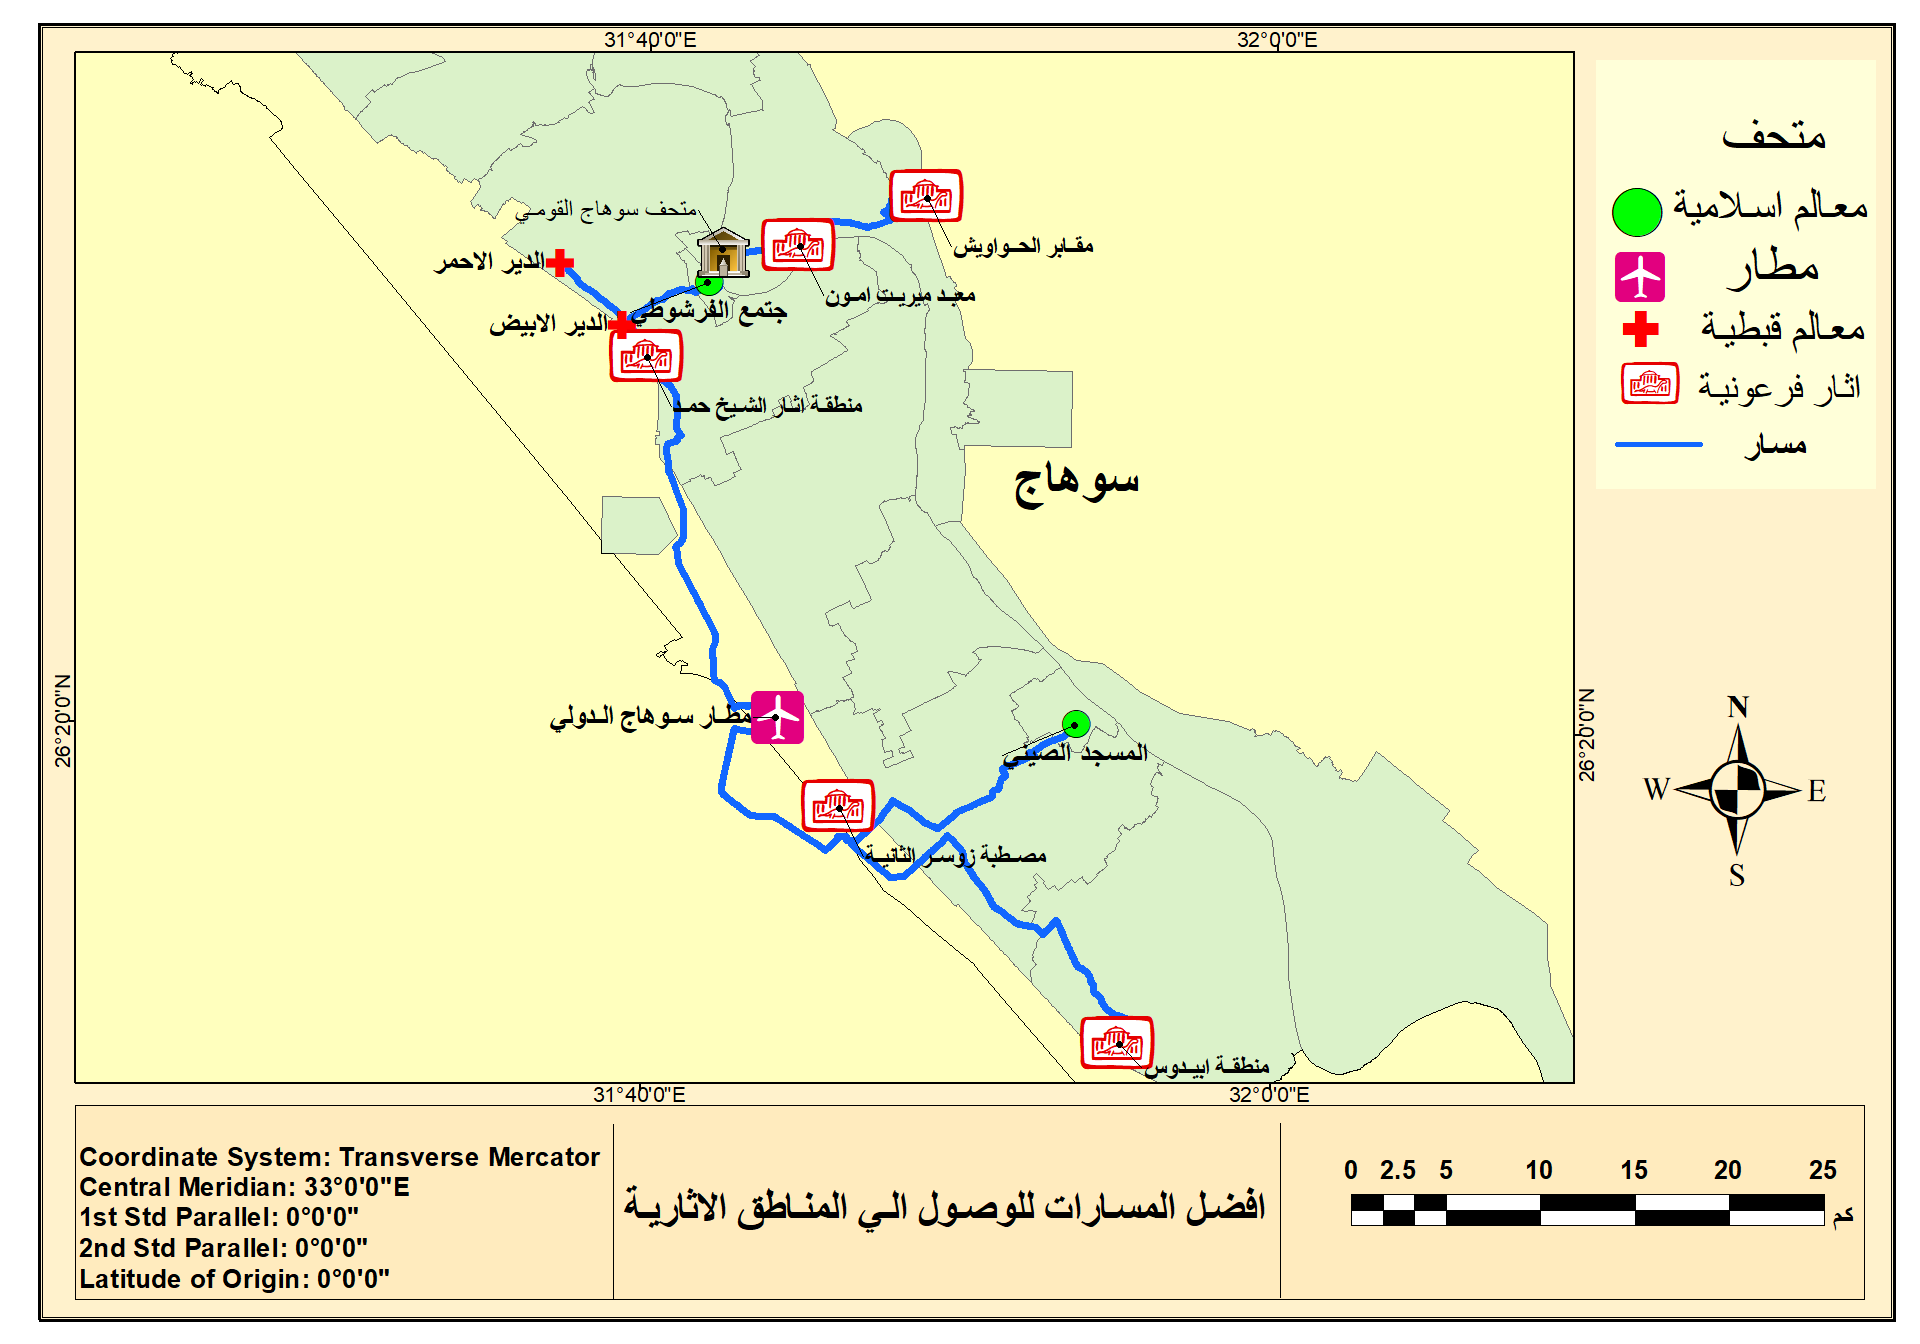 31°40'0"E
32°0'0"E
متحف
معالم اسلامية
مطار
معالم قبطية
اثار فرعونية
مسار
متحف سوهاج القومي
مقابر الحواويش
الدير الاحمر
معبد ميريت امون
جتمع الفرشوطي
الدير الابيض
منطقة اثار الشيخ حمد
سوهاج
26°20'0"N
26°20'0"N
مطار سوهاج الدولي
المسجد الصيني
مصطبة زوسر الثانية
منطقة ابيدوس
N
W
E
S
31°40'0"E
32°0'0"E
Coordinate System: Transverse Mercator
Central Meridian: 33°0'0"E
1st Std Parallel: 0°0'0"
2nd Std Parallel: 0°0'0"
Latitude of Origin: 0°0'0"
افضل المسارات للوصول الي المناطق الاثارية
0 2.5 5 10 15 20 25
كم